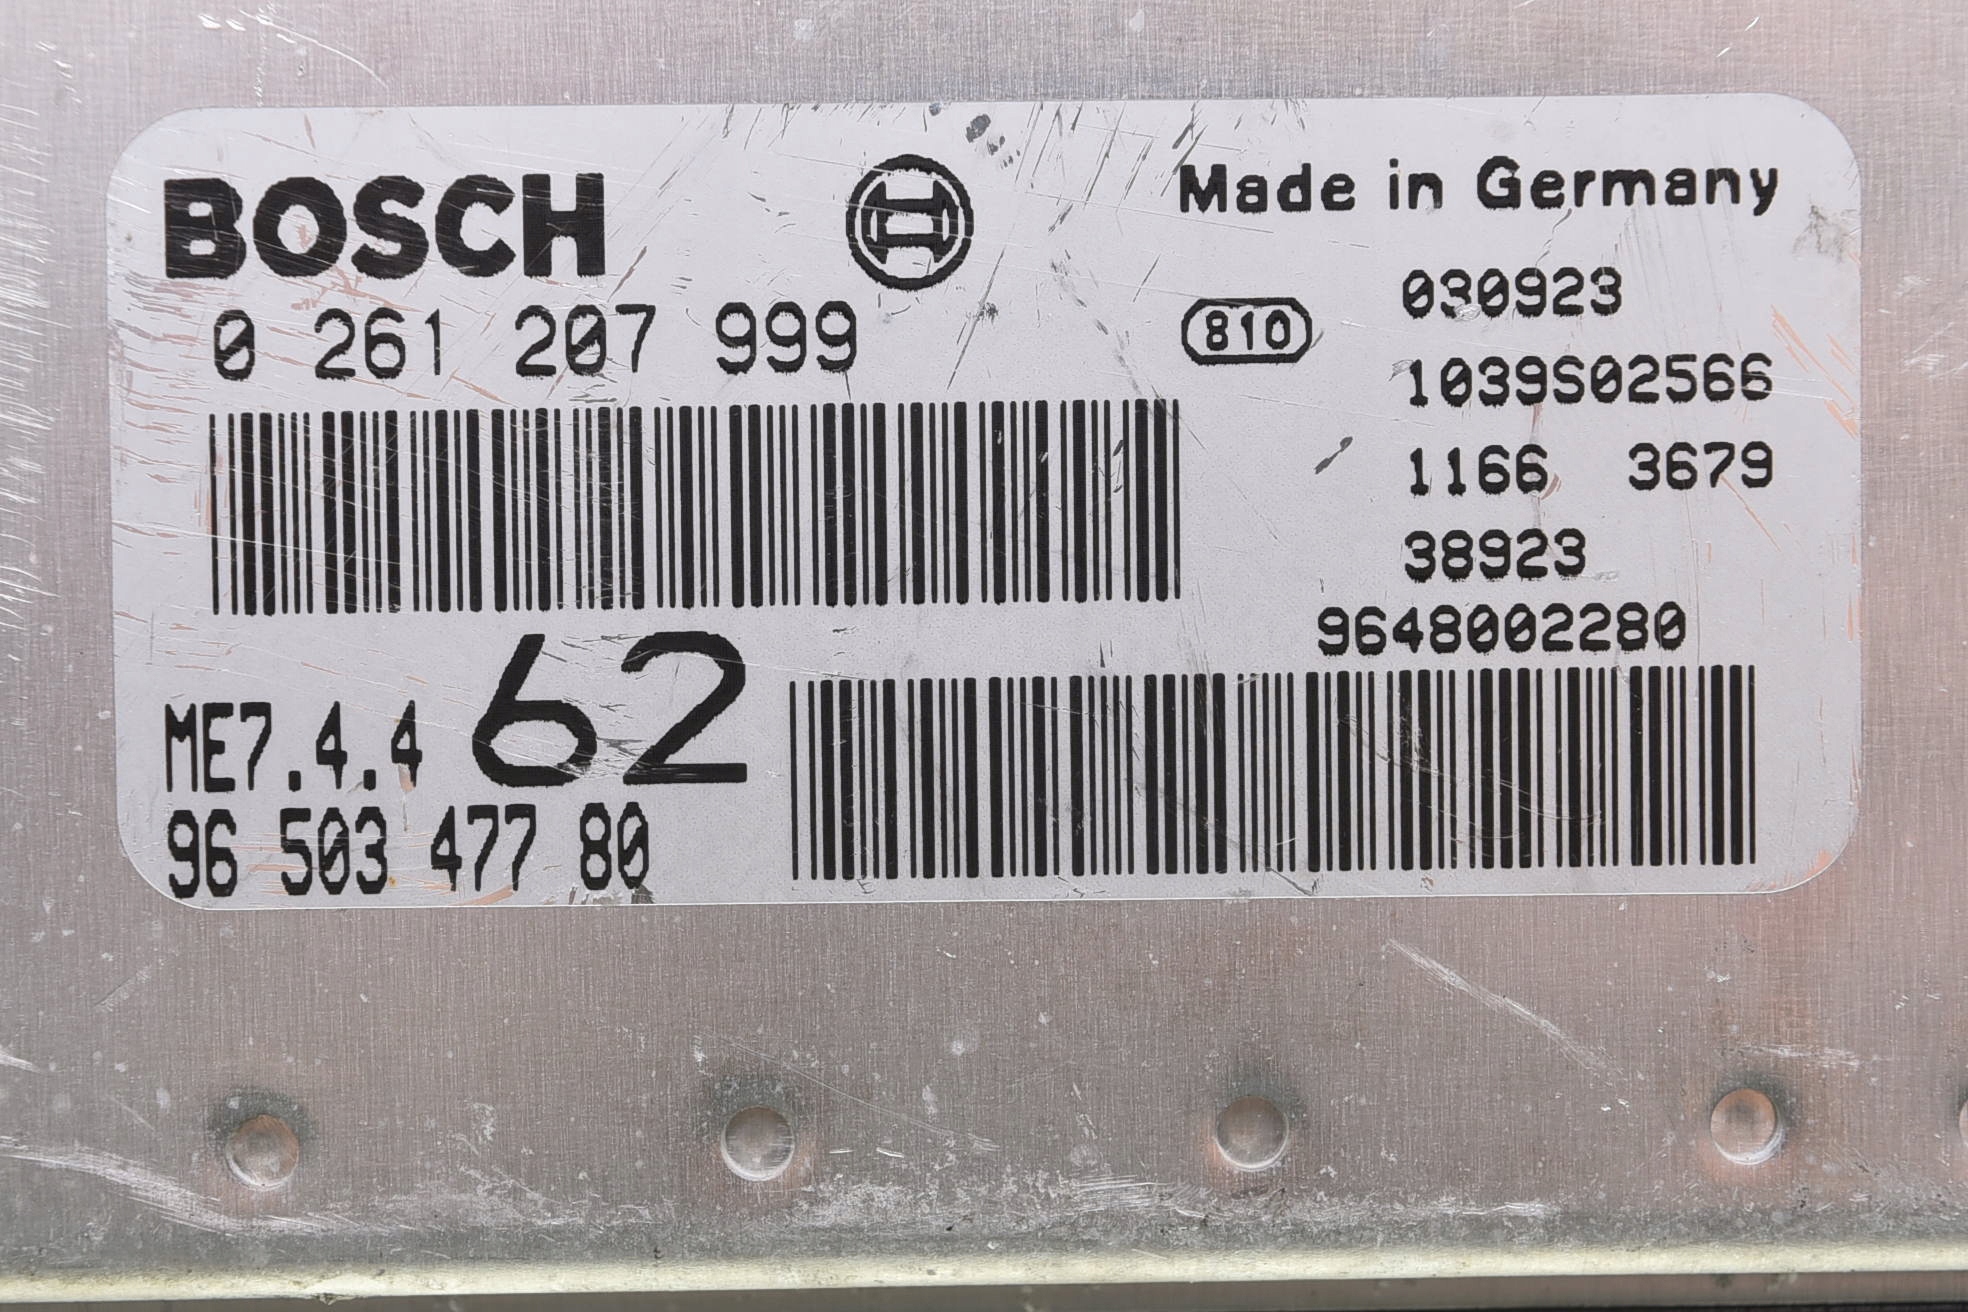 BOSCH
Made in Germany
0 261 207 999
810
030923
1039S02566
1166 3679
38923
9648002280
ME7.4.4
62
96 503 477 80